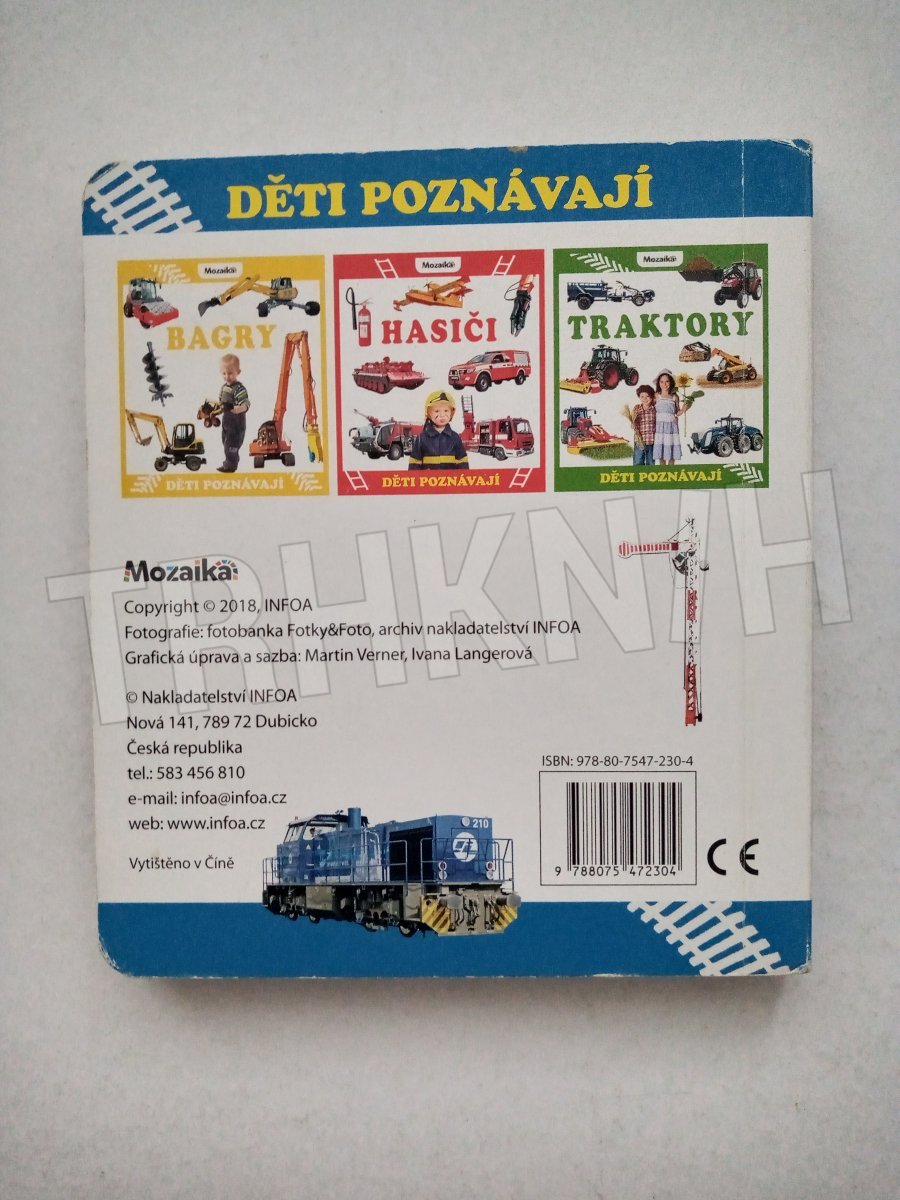 DĚTI POZNÁVAJÍ
Mozaika
BAGRY
DĚTI POZNÁVAJÍ
Mozaika
HASIČI
DĚTI POZNÁVAJÍ
Mozaika
TRAKTORY
DĚTI POZNÁVAJÍ
TRHKNIH
Mozaika
Copyright © 2018, INFOA
Fotografie: fotobanka Fotky&Foto, archiv nakladatelství INFOA
Grafická úprava a sazba: Martin Verner, Ivana Langerová
© Nakladatelství INFOA
Nová 141, 789 72 Dubicko
Česká republika
tel.: 583 456 810
e-mail: infoa@infoa.cz
web: www.infoa.cz
Vytištěno v Číně
210
ISBN: 978-80-7547-230-4
9 788075 472304
CE